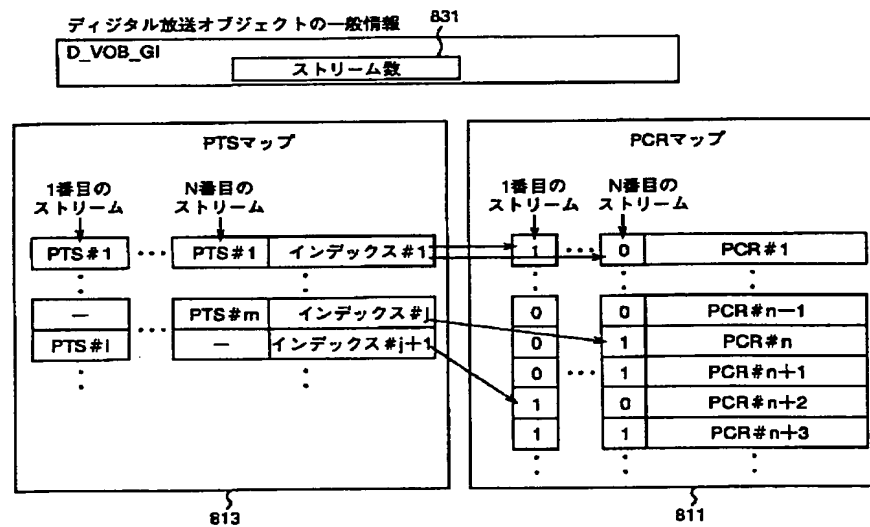 ディジタル放送オブジェクトの一般情報
831
D_VOB_GI
ストリーム数
PTSマップ
1番目の
ストリーム
N番目の
ストリーム
PTS#1 ・・・ PTS#1 インデックス#1
— PTS#m インデックス#j
PTS#i — インデックス#j+1
813
PCRマップ
1番目の
ストリーム
N番目の
ストリーム
1 ・・・ 0 PCR#1
0 0 PCR#n−1
0 1 PCR#n
0 ・・・ 1 PCR#n+1
1 0 PCR#n+2
1 1 PCR#n+3
811